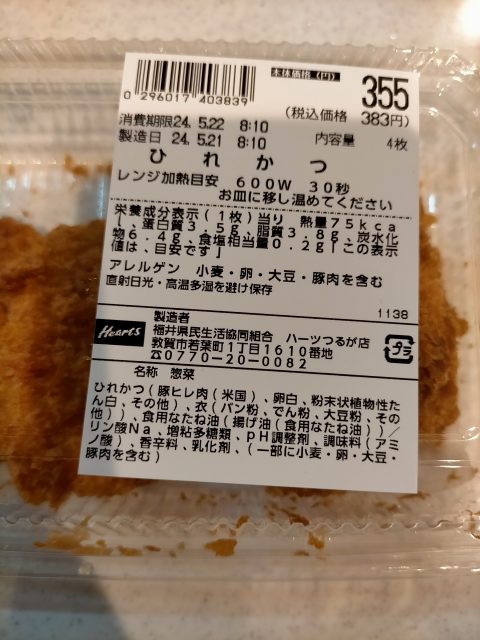 本体価格 (円)
355
0 296017 403839
(税込価格 383円)
消費期限24.5.22 8:10
製造日 24.5.21 8:10
内容量 4枚
ひれかつ
レンジ加熱目安 600W 30秒
お皿に移し温めてください
栄養成分表示(1枚)当り 熱量75kca
l、蛋白質3.5g、脂質3.8g、炭水化
物6.4g、食塩相当量0.2g「この表示
値は、目安です」
アレルゲン 小麦・卵・大豆・豚肉を含む
直射日光・高温多湿を避け保存
1138
Hearts
製造者
福井県民生活協同組合 ハーツつるが店
敦賀市若葉町1丁目1610番地
☎0770-20-0082
プラ
名称 惣菜
ひれかつ(豚ヒレ肉(米国)、卵白、粉末状植物性た
ん白、その他)、衣(パン粉、でん粉、大豆粉、その
他)、食用なたね油(揚げ油(食用なたね油))/
リン酸Na、増粘多糖類、pH調整剤、調味料(アミ
ノ酸)、香辛料、乳化剤、(一部に小麦・卵・大豆・
豚肉を含む)